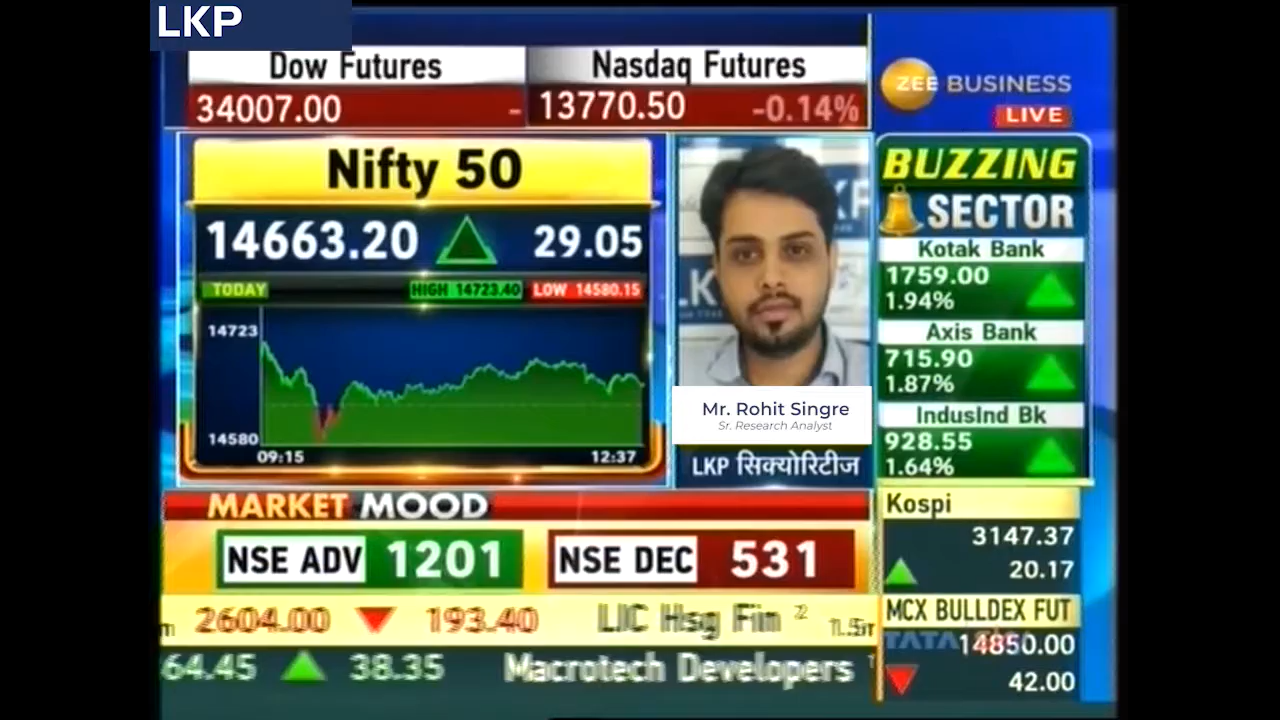 LKP
Dow Futures
34007.00 -
Nasdaq Futures
13770.50 -0.14%
ZEE BUSINESS
LIVE
Nifty 50
14663.20 29.05
TODAY HIGH 14723.40 LOW 14580.15
14723
14580
09:15 12:37
Mr. Rohit Singre
Sr. Research Analyst
LKP सिक्योरिटीज
BUZZING
SECTOR
Kotak Bank
1759.00
1.94%
Axis Bank
715.90
1.87%
IndusInd Bk
928.55
1.64%
Kospi
3147.37
20.17
MCX BULLDEX FUT
14850.00
42.00
MARKET MOOD
NSE ADV 1201 NSE DEC 531
2604.00 193.40 LIC Hsg Fin
64.45 38.35 Macrotech Developers